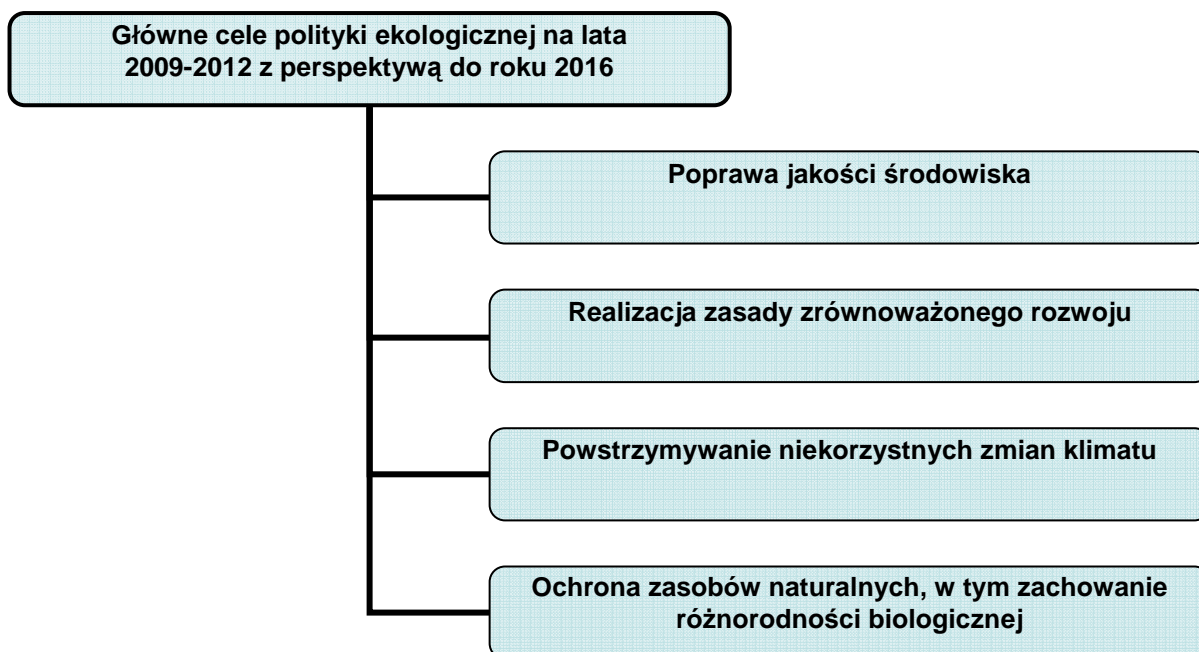 Główne cele polityki ekologicznej na lata
2009-2012 z perspektywą do roku 2016
Poprawa jakości środowiska
Realizacja zasady zrównoważonego rozwoju
Powstrzymywanie niekorzystnych zmian klimatu
Ochrona zasobów naturalnych, w tym zachowanie
różnorodności biologicznej